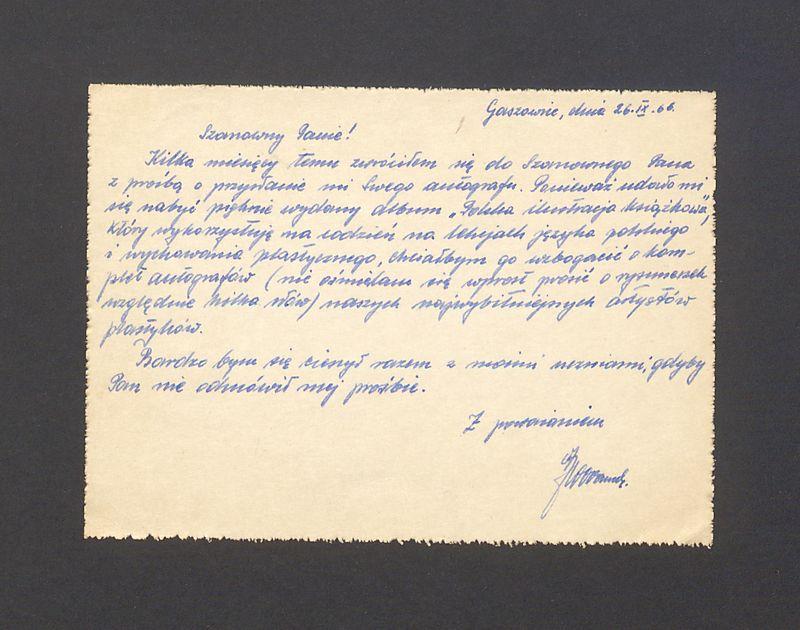 Gaszowie, dnia 26.IX.66.
Szanowny Panie!
Kilka miesięcy temu zwróciłem się do Szanownego Pana
z prośbą o przysłanie mi Swego autografu. Ponieważ udało mi
się nabyć pięknie wydany album „Polska ilustracja książkowa",
który wykorzystuję na codzień na lekcjach języka polskiego
i wychowania plastycznego, chciałbym go wzbogacić o kom-
plet autografów (nie ośmielam się wprost prosić o rysuneczek
względnie kilka słów) naszych najwybitniejszych artystów
plastyków.
Bardzo bym się cieszył razem z moimi uczniami, gdyby
Pan nie odmówił mej prośbie.
Z poważaniem